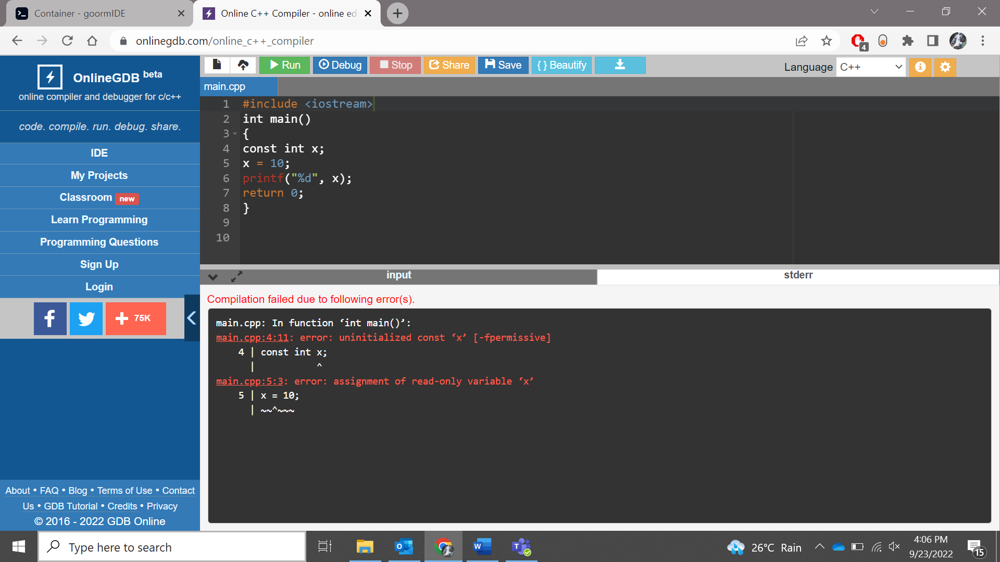 Container - goormIDE
Online C++ Compiler - online ed
onlinegdb.com/online_c++_compiler
4
OnlineGDB beta
online compiler and debugger for c/c++
code. compile. run. debug. share.
IDE
My Projects
Classroom new
Learn Programming
Programming Questions
Sign Up
Login
f
+ 75K
About • FAQ • Blog • Terms of Use • Contact
Us • GDB Tutorial • Credits • Privacy
© 2016 - 2022 GDB Online
Run
Debug
Stop
Share
Save
{ } Beautify
Language C++
main.cpp
1 #include <iostream>
2 int main()
3 {
4 const int x;
5 x = 10;
6 printf("%d", x);
7 return 0;
8 }
9
10
input
stderr
Compilation failed due to following error(s).
main.cpp: In function ‘int main()’:
main.cpp:4:11: error: uninitialized const ‘x’ [-fpermissive]
4 | const int x;
| ^
main.cpp:5:3: error: assignment of read-only variable ‘x’
5 | x = 10;
| ~~^~~~
Type here to search
26°C Rain
4:06 PM
9/23/2022
15